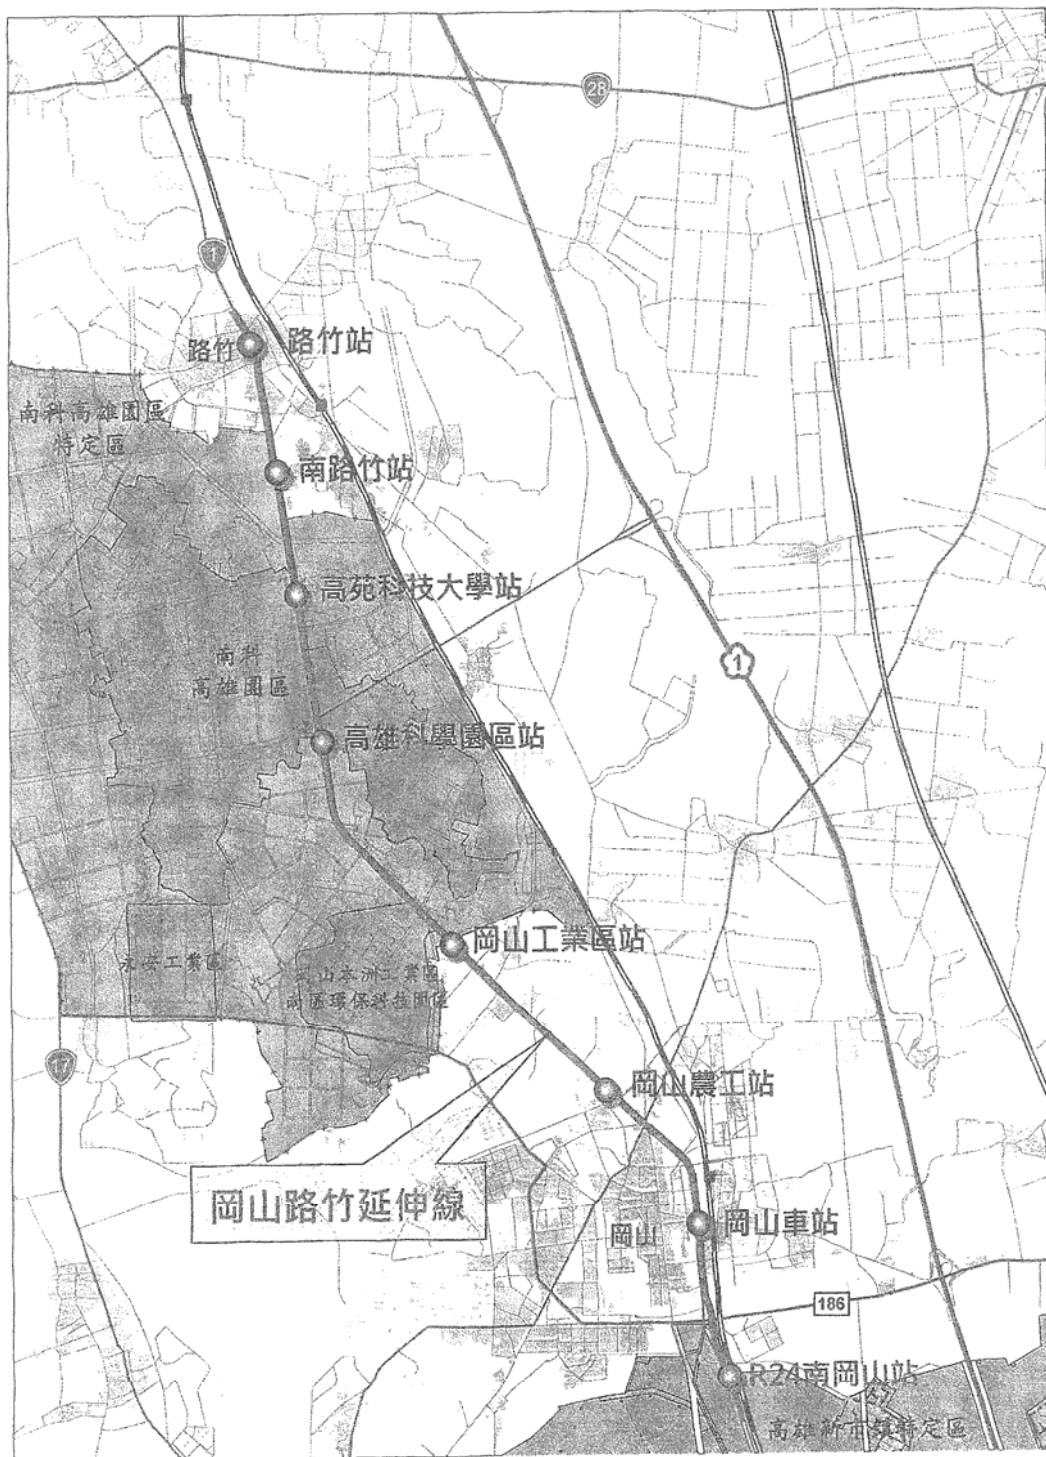 28
1
路竹
路竹站
南科高雄園區
特定區
南路竹站
高苑科技大學站
南科
高雄園區
1
高雄科學園區站
岡山工業區站
永安工業區
岡山本洲工業區
南區環保科技園區
17
岡山農工站
岡山路竹延伸線
岡山
岡山車站
186
R24南岡山站
高雄新市鎮特定區